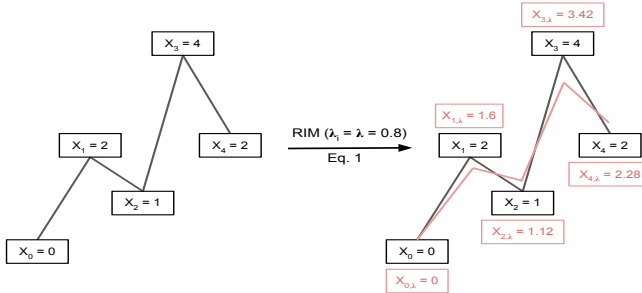 X₃ = 4
X₁ = 2
X₄ = 2
X₂ = 1
X₀ = 0
RIM (λᵢ = λ = 0.8)
Eq. 1
X₃,λ = 3.42
X₃ = 4
X₁,λ = 1.6
X₁ = 2
X₄ = 2
X₄,λ = 2.28
X₂ = 1
X₂,λ = 1.12
X₀ = 0
X₀,λ = 0